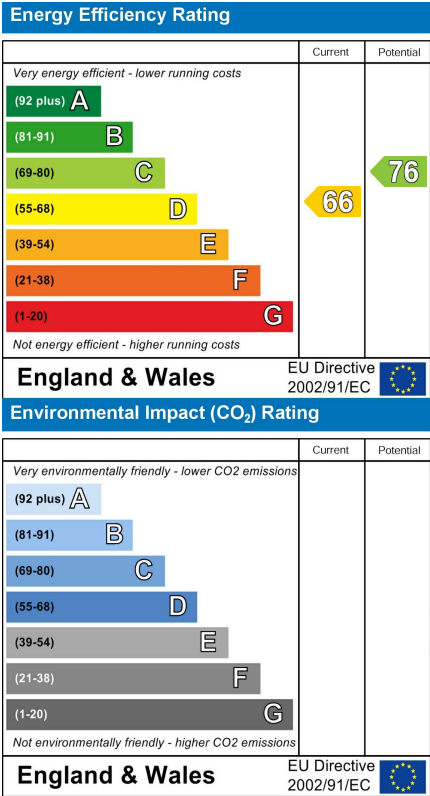 Energy Efficiency Rating
Current Potential
Very energy efficient - lower running costs
(92 plus) A
(81-91) B
(69-80) C
76
(55-68) D
66
(39-54) E
(21-38) F
(1-20) G
Not energy efficient - higher running costs
England & Wales
EU Directive
2002/91/EC
Environmental Impact (CO₂) Rating
Current Potential
Very environmentally friendly - lower CO2 emissions
(92 plus) A
(81-91) B
(69-80) C
(55-68) D
(39-54) E
(21-38) F
(1-20) G
Not environmentally friendly - higher CO2 emissions
England & Wales
EU Directive
2002/91/EC